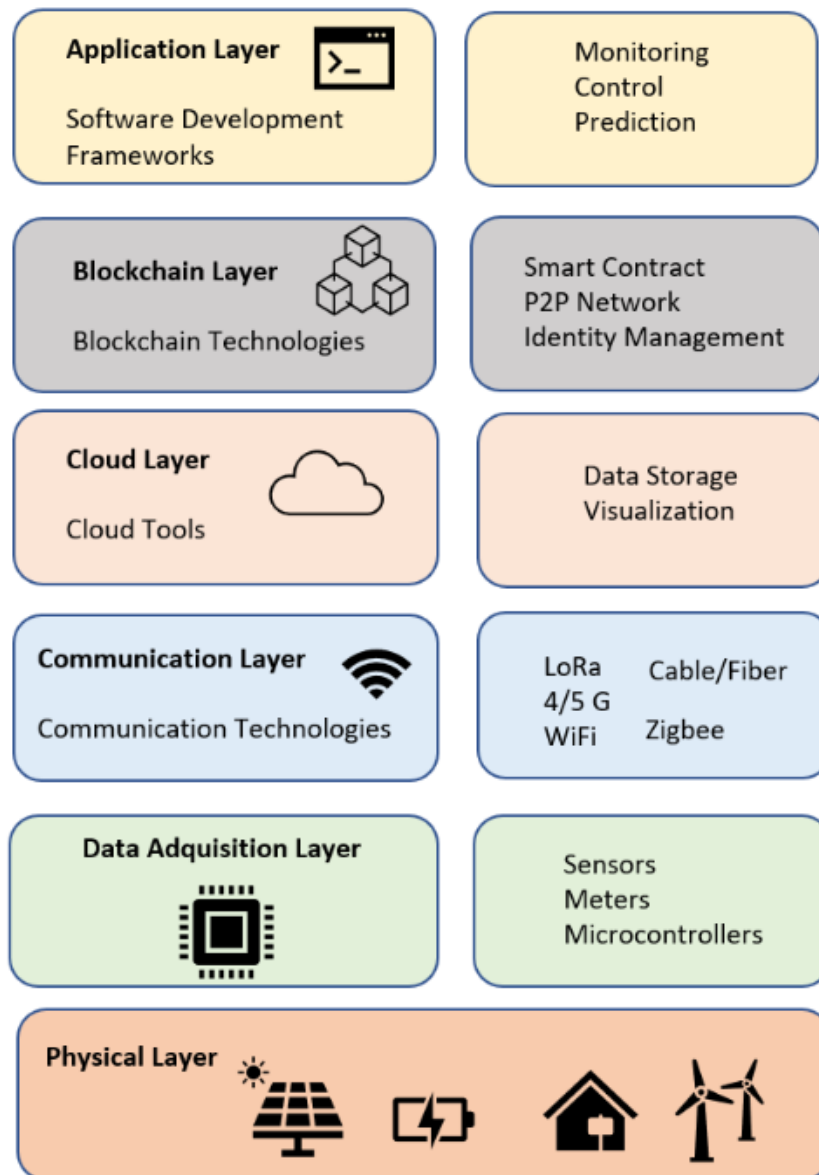 Application Layer
Software Development
Frameworks
Monitoring
Control
Prediction
Blockchain Layer
Blockchain Technologies
Smart Contract
P2P Network
Identity Management
Cloud Layer
Cloud Tools
Data Storage
Visualization
Communication Layer
Communication Technologies
LoRa
4/5 G
WiFi
Cable/Fiber
Zigbee
Data Adquisition Layer
Sensors
Meters
Microcontrollers
Physical Layer